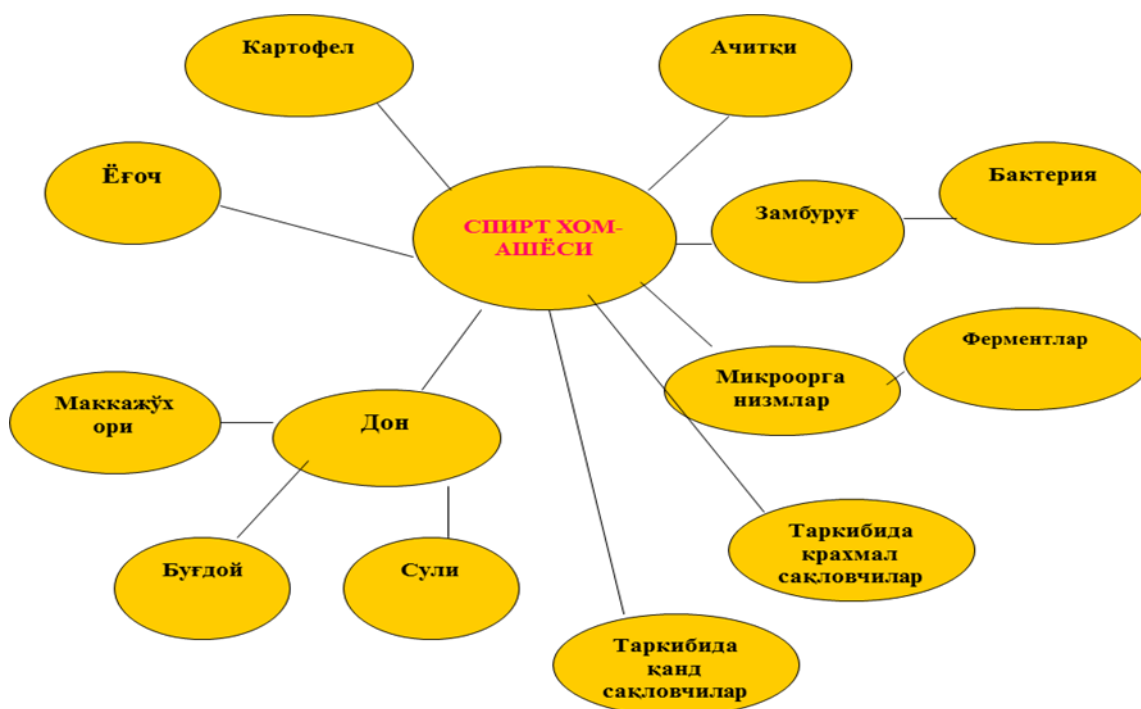 Картофел
Ачитқи
Ёғоч
Бактерия
Замбуруғ
СПИРТ ХОМ-
АШЁСИ
Ферментлар
Микроорга
низмлар
Маккажўх
ори
Дон
Таркибида
крахмал
сақловчилар
Буғдой
Сули
Таркибида
қанд
сақловчилар